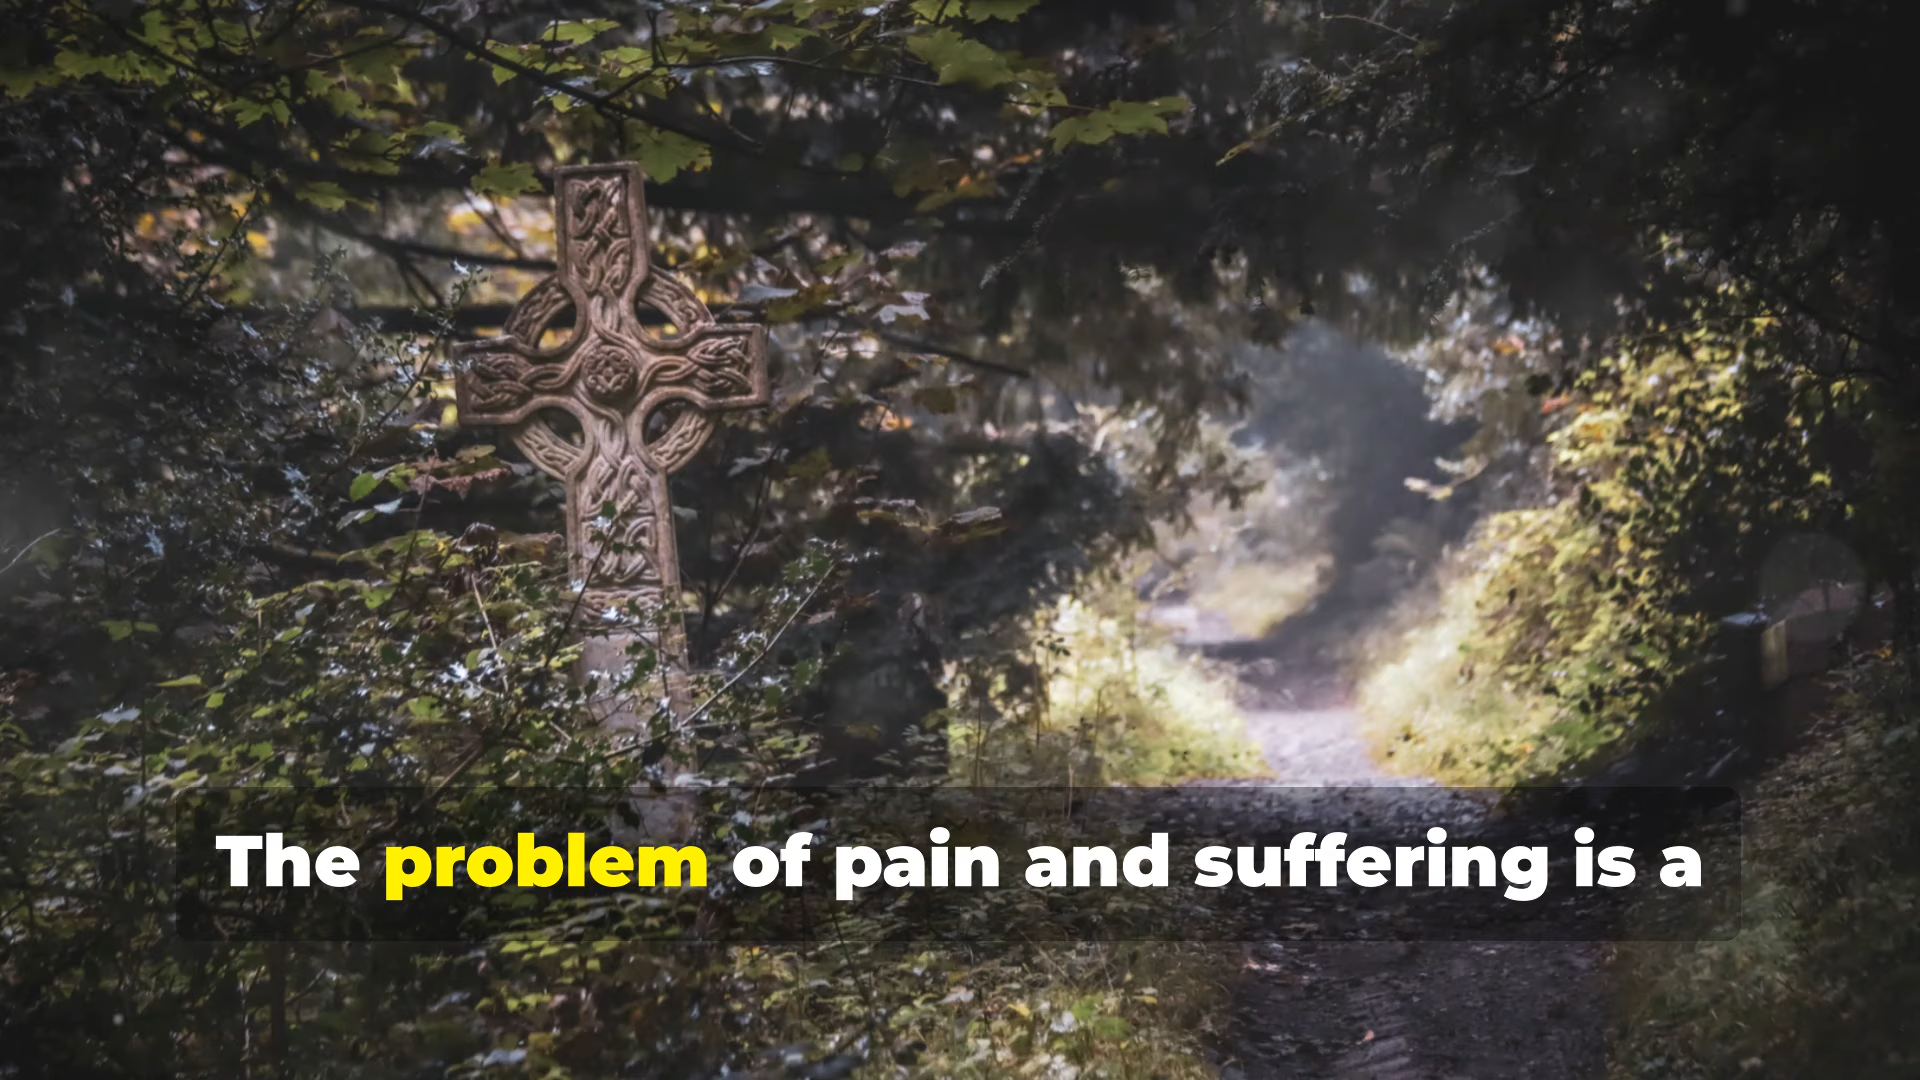 The problem of pain and suffering is a